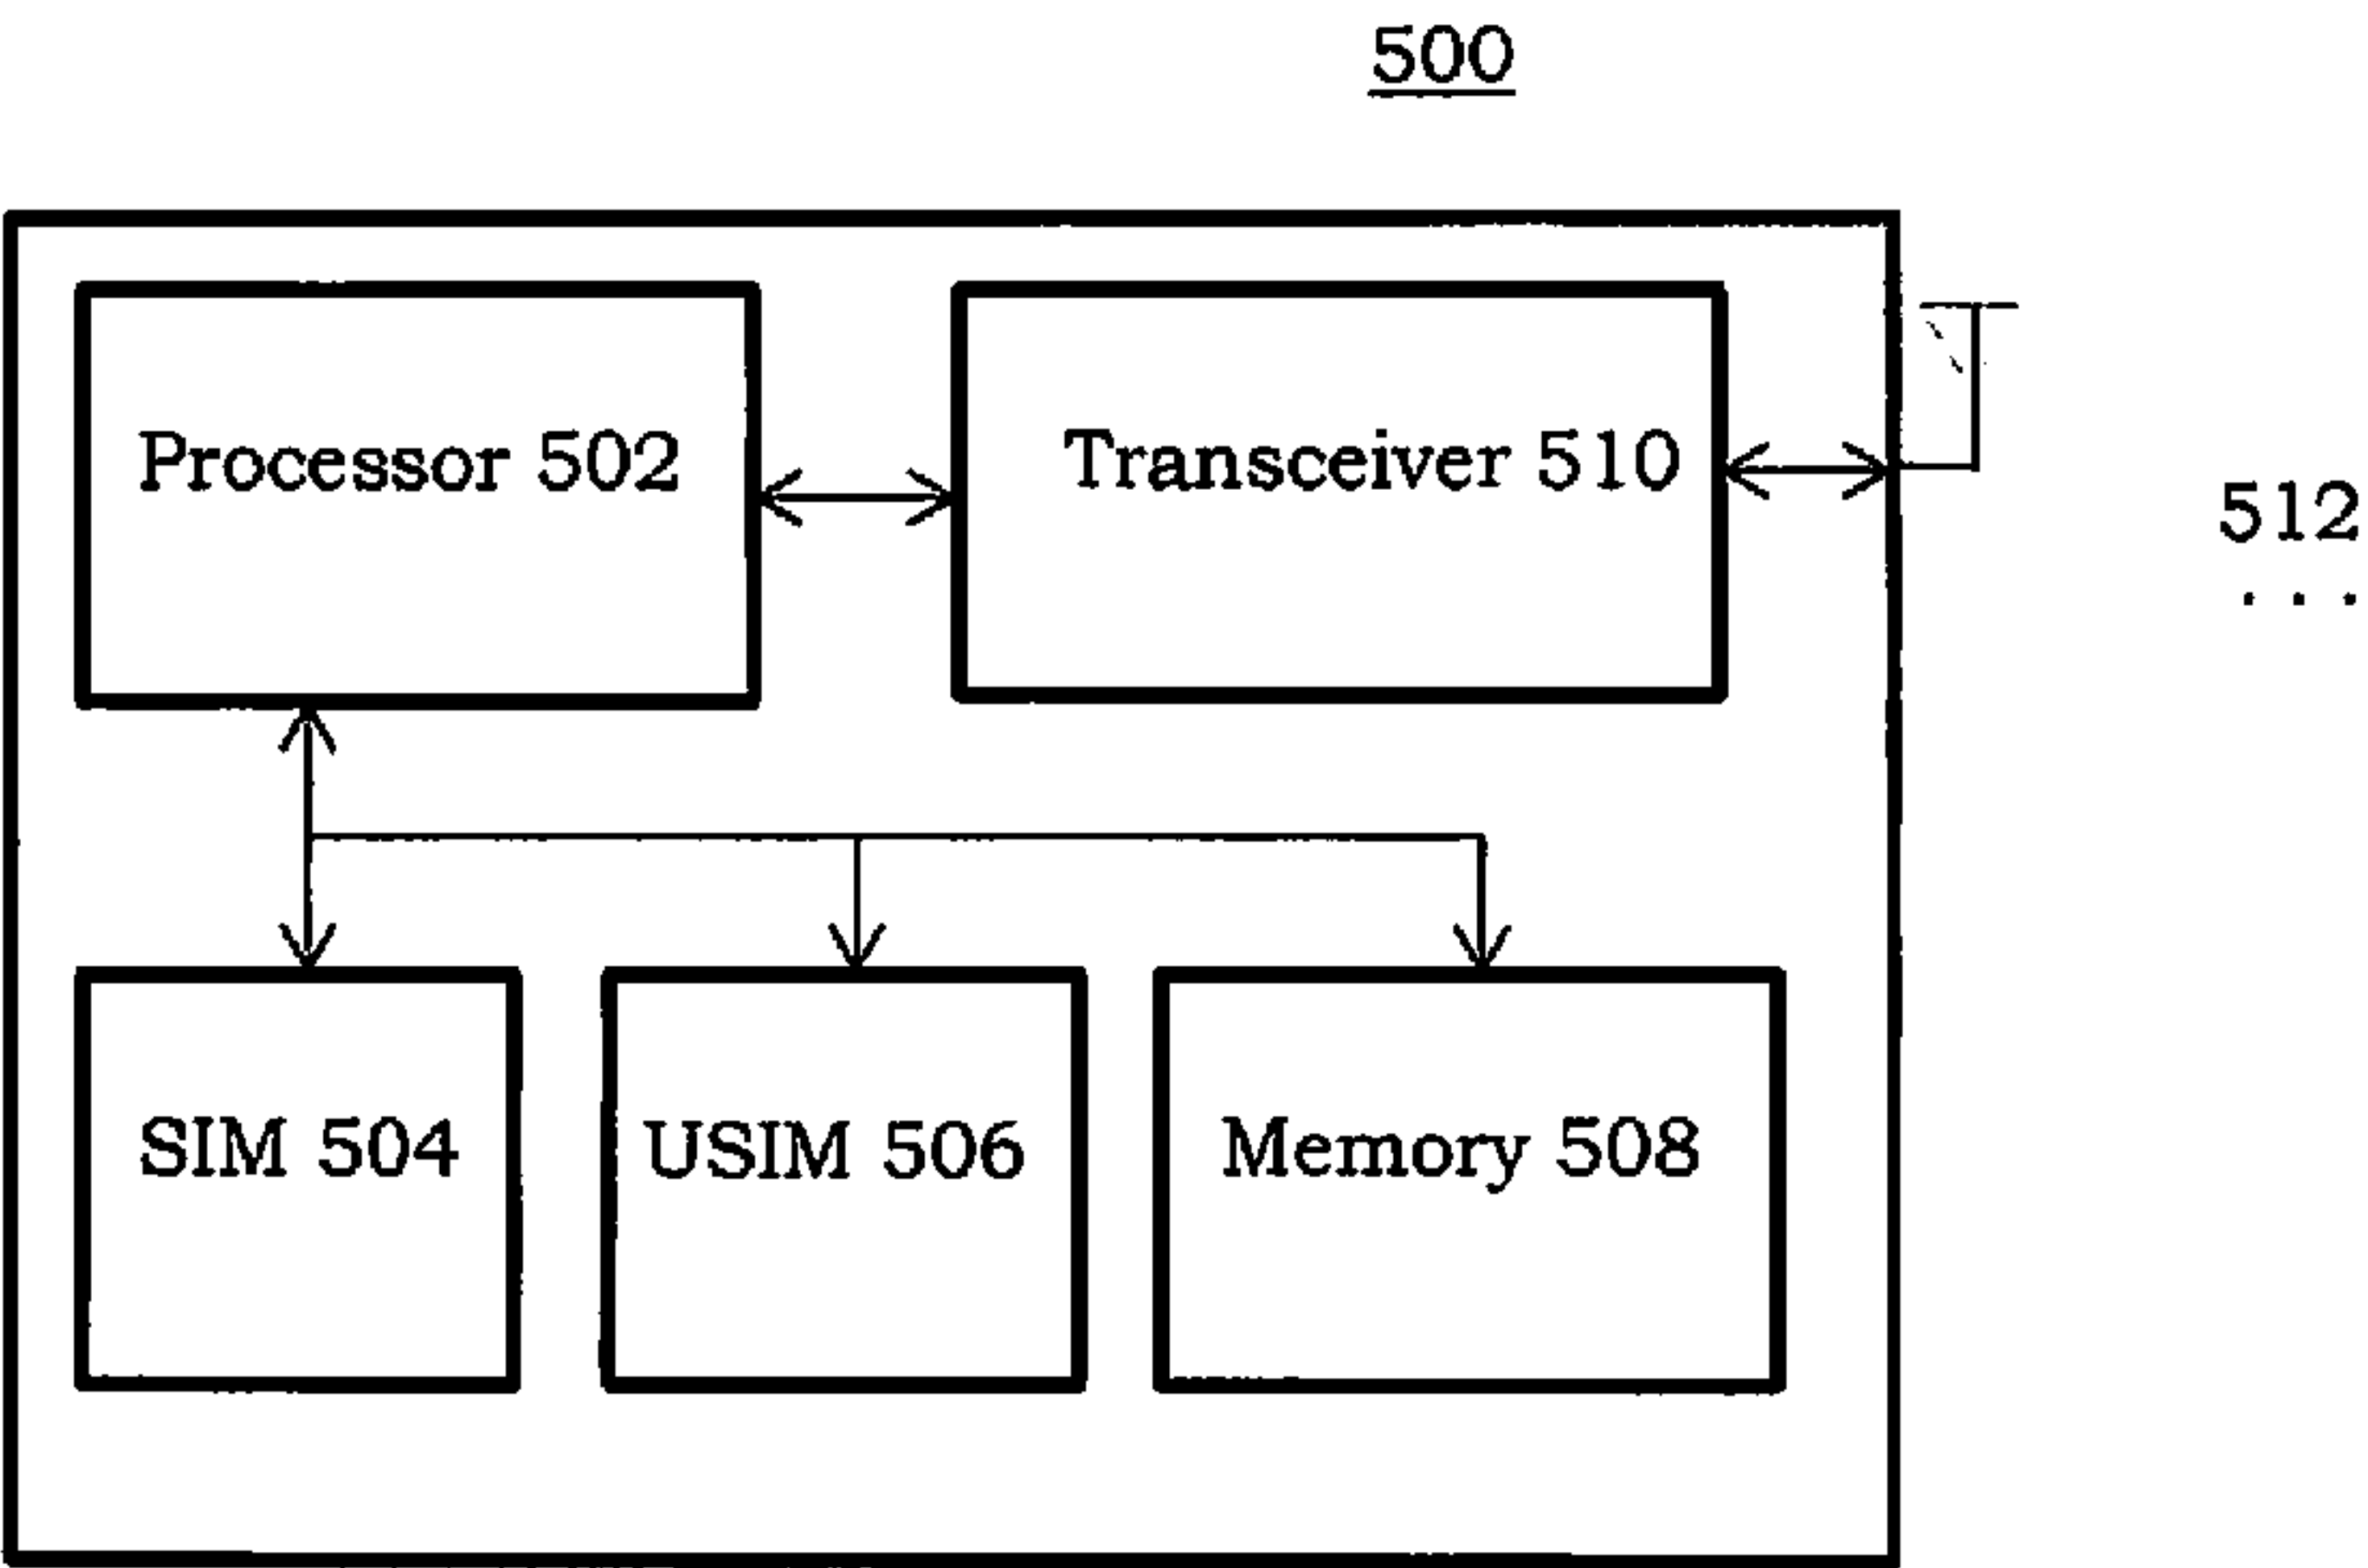 500
Processor 502
Transceiver 510
512
...
SIM 504
USIM 506
Memory 508